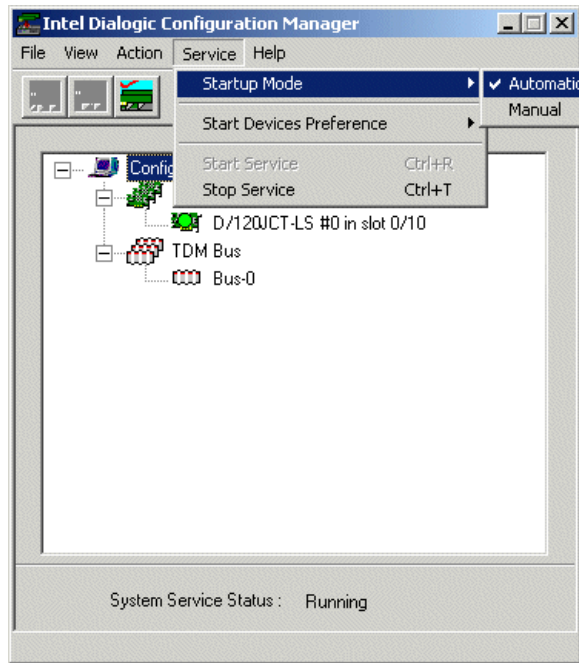 Intel Dialogic Configuration Manager
File View Action Service Help
Startup Mode
Automatic
Manual
Start Devices Preference
Start Service Ctrl+R
Stop Service Ctrl+T
Config
D/120JCT-LS #0 in slot 0/10
TDM Bus
Bus-0
System Service Status : Running